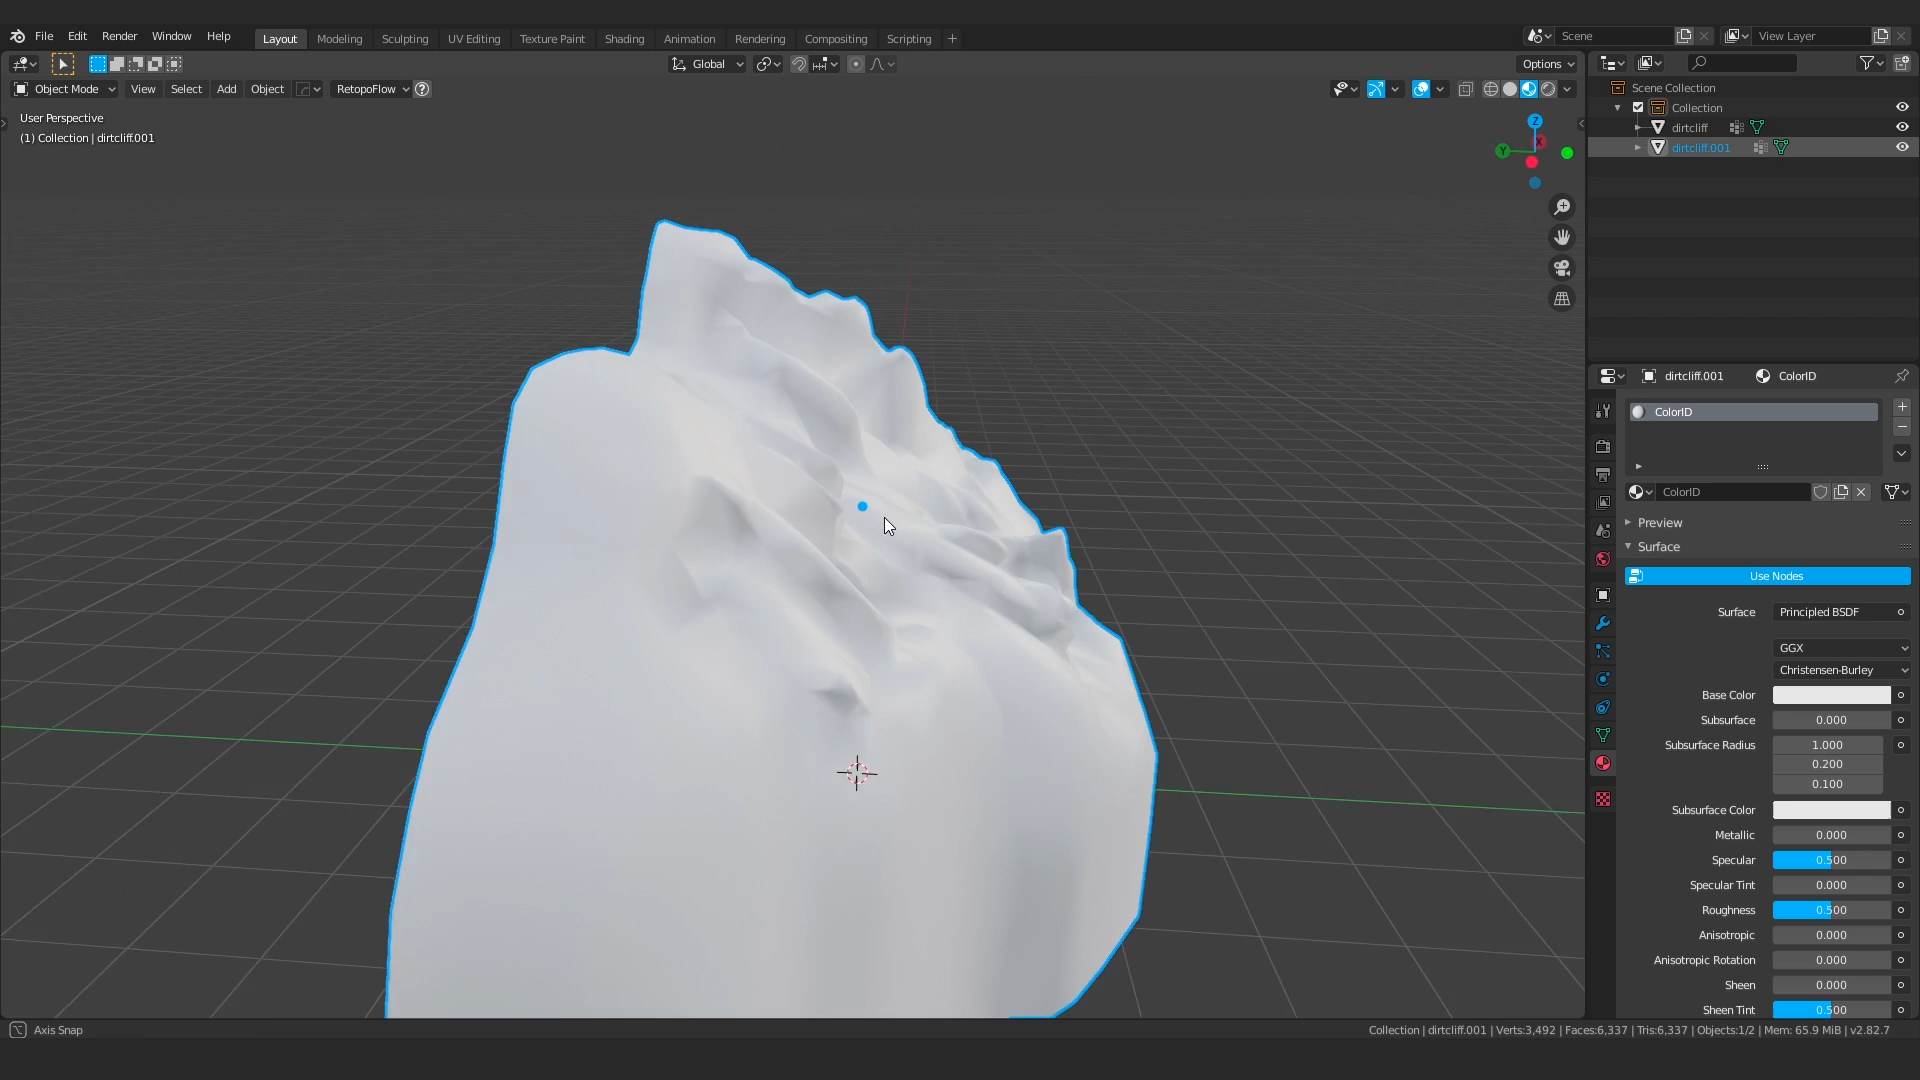 File Edit Render Window Help
Layout Modeling Sculpting UV Editing Texture Paint Shading Animation Rendering Compositing Scripting +
Scene
View Layer
Global
Options
Object Mode View Select Add Object RetopoFlow ?
User Perspective
(1) Collection | dirtcliff.001
Z
X
Y
Scene Collection
Collection
dirtcliff
dirtcliff.001
dirtcliff.001 ColorID
ColorID
ColorID
Preview
Surface
Use Nodes
Surface Principled BSDF
GGX
Christensen-Burley
Base Color
Subsurface 0.000
Subsurface Radius 1.000
0.200
0.100
Subsurface Color
Metallic 0.000
Specular 0.500
Specular Tint 0.000
Roughness 0.500
Anisotropic 0.000
Anisotropic Rotation 0.000
Sheen 0.000
Sheen Tint 0.500
Axis Snap
Collection | dirtcliff.001 | Verts:3,492 | Faces:6,337 | Tris:6,337 | Objects:1/2 | Mem: 65.9 MiB | v2.82.7